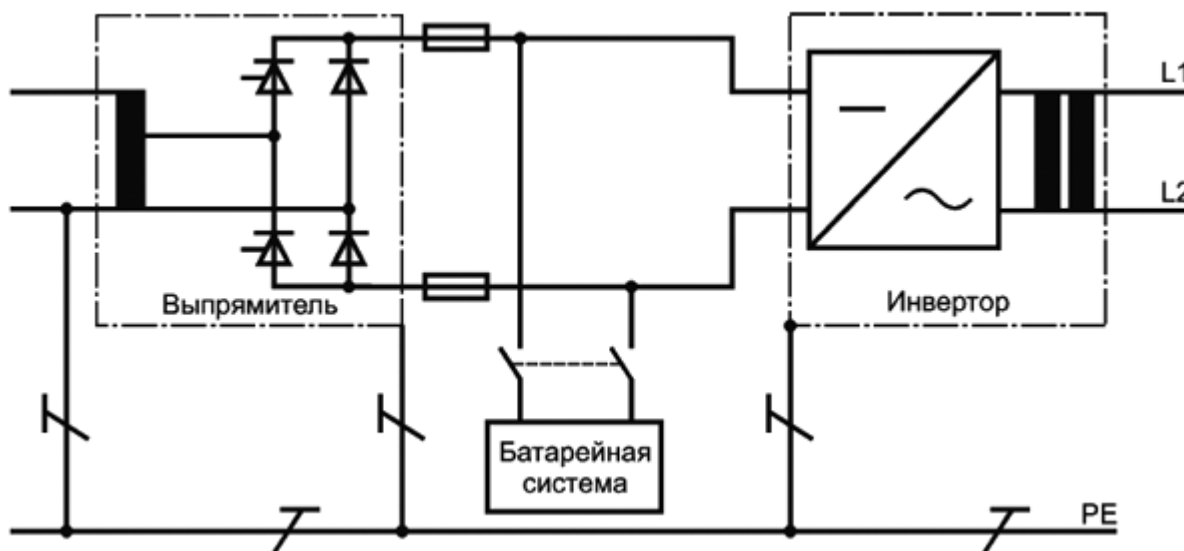 L1
L2
Выпрямитель
Инвертор
Батарейная
система
PE